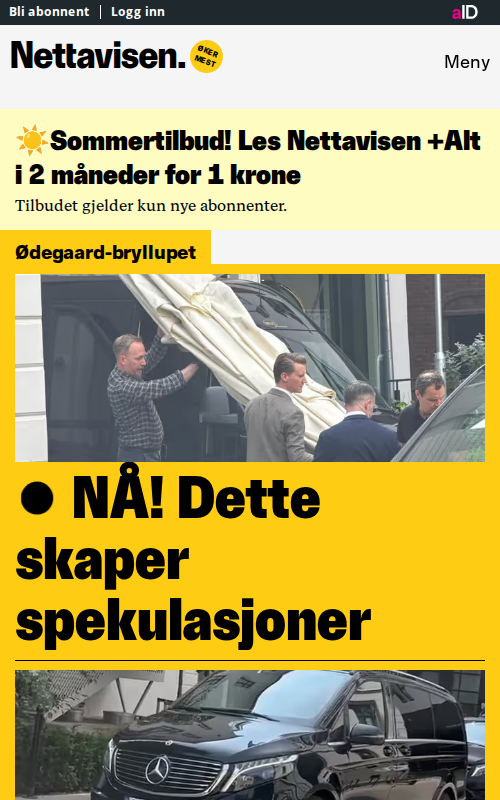 Bli abonnent | Logg inn
aID
Nettavisen.
ØKER
MEST
Meny
☀️Sommertilbud! Les Nettavisen +Alt
i 2 måneder for 1 krone
Tilbudet gjelder kun nye abonnenter.
Ødegaard-bryllupet
● NÅ! Dette
skaper
spekulasjoner